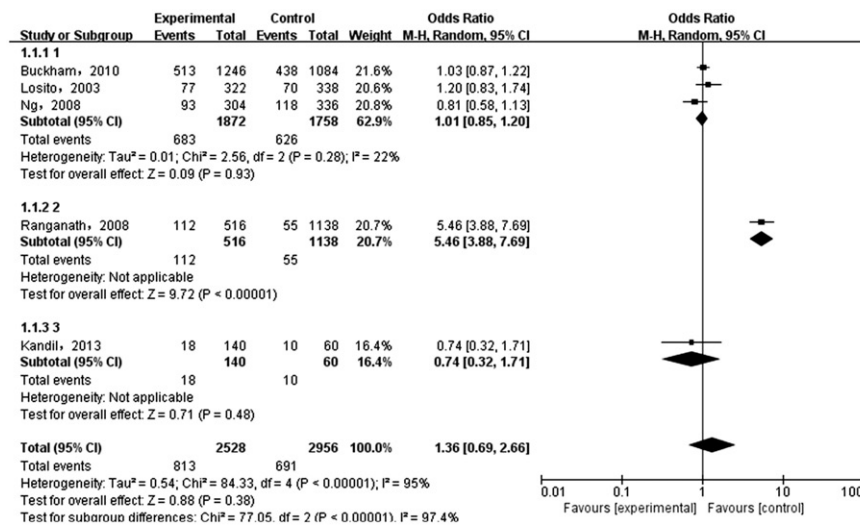 Experimental Control Odds Ratio Odds Ratio
Study or Subgroup Events Total Events Total Weight M-H, Random, 95% CI M-H, Random, 95% CI
1.1.1 1
Buckham, 2010 513 1246 438 1084 21.6% 1.03 [0.87, 1.22]
Losito, 2003 77 322 70 338 20.5% 1.20 [0.83, 1.74]
Ng, 2008 93 304 118 336 20.8% 0.81 [0.58, 1.13]
Subtotal (95% CI) 1872 1758 62.9% 1.01 [0.85, 1.20]
Total events 683 626
Heterogeneity: Tau² = 0.01; Chi² = 2.56, df = 2 (P = 0.28); I² = 22%
Test for overall effect: Z = 0.09 (P = 0.93)
1.1.2 2
Ranganath, 2008 112 516 55 1138 20.7% 5.46 [3.88, 7.69]
Subtotal (95% CI) 516 1138 20.7% 5.46 [3.88, 7.69]
Total events 112 55
Heterogeneity: Not applicable
Test for overall effect: Z = 9.72 (P < 0.00001)
1.1.3 3
Kandil, 2013 18 140 10 60 16.4% 0.74 [0.32, 1.71]
Subtotal (95% CI) 140 60 16.4% 0.74 [0.32, 1.71]
Total events 18 10
Heterogeneity: Not applicable
Test for overall effect: Z = 0.71 (P = 0.48)
Total (95% CI) 2528 2956 100.0% 1.36 [0.69, 2.66]
Total events 813 691
Heterogeneity: Tau² = 0.54; Chi² = 84.33, df = 4 (P < 0.00001); I² = 95%
Test for overall effect: Z = 0.88 (P = 0.38)
Test for subgroup differences: Chi² = 77.05, df = 2 (P < 0.00001), I² = 97.4%
0.01 0.1 1 10 100
Favours [experimental] Favours [control]